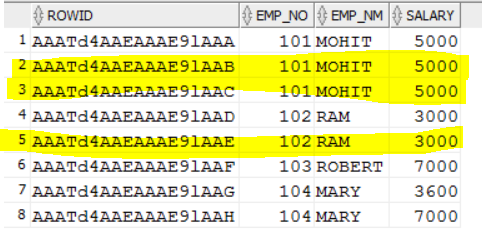 ROWID EMP_NO EMP_NM SALARY
1 AAATd4AAEAAAE9lAAA 101 MOHIT 5000
2 AAATd4AAEAAAE9lAAB 101 MOHIT 5000
3 AAATd4AAEAAAE9lAAC 101 MOHIT 5000
4 AAATd4AAEAAAE9lAAD 102 RAM 3000
5 AAATd4AAEAAAE9lAAE 102 RAM 3000
6 AAATd4AAEAAAE9lAAF 103 ROBERT 7000
7 AAATd4AAEAAAE9lAAG 104 MARY 3600
8 AAATd4AAEAAAE9lAAH 104 MARY 7000